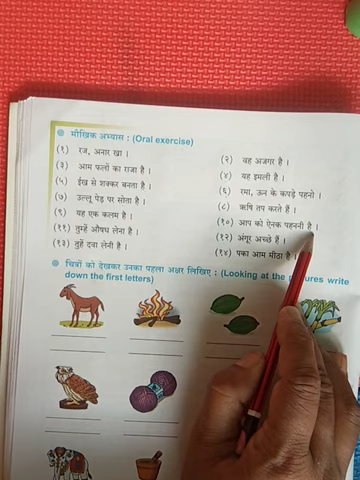 मौखिक अभ्यास : (Oral exercise)
(१) रज, अनार खा ।
(२) वह अजगर है ।
(३) आम फलों का राजा है ।
(४) यह इमली है ।
(५) ईख से शक्कर बनता है ।
(६) रमा, ऊन के कपड़े पहनो ।
(७) उल्लू पेड़ पर सोता है ।
(८) ऋषि तप करते हैं ।
(९) यह एक कलम है ।
(१०) आप को ऐनक पहननी है ।
(११) तुम्हें औषध लेना है ।
(१२) अंगूर अच्छे हैं ।
(१३) तुहें दवा लेनी है ।
(१४) पका आम मीठा है ।
चित्रों को देखकर उनका पहला अक्षर लिखिए : (Looking at the pictures write
down the first letters)